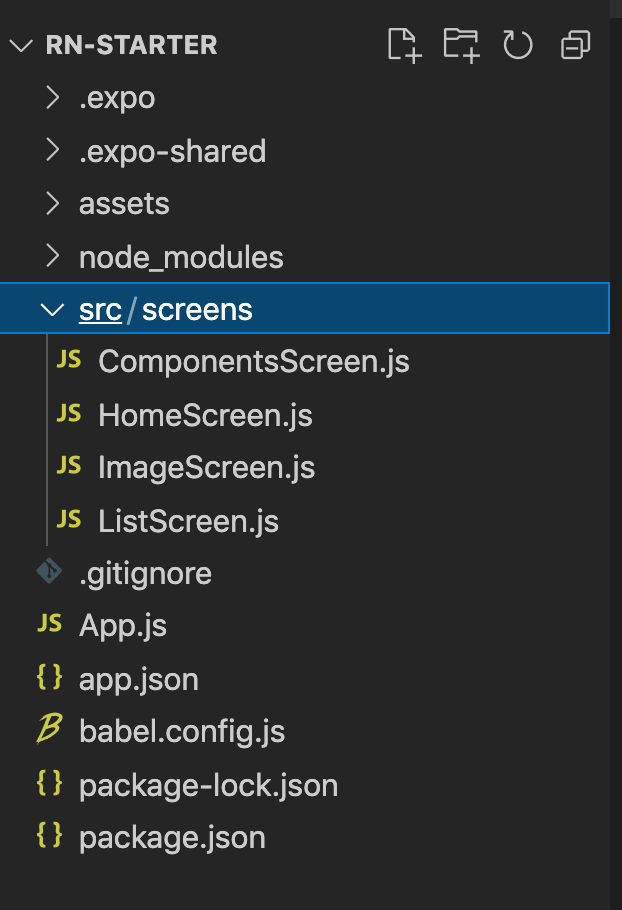 RN-STARTER
.expo
.expo-shared
assets
node_modules
src/screens
JS ComponentsScreen.js
JS HomeScreen.js
JS ImageScreen.js
JS ListScreen.js
.gitignore
JS App.js
{} app.json
B babel.config.js
{} package-lock.json
{} package.json